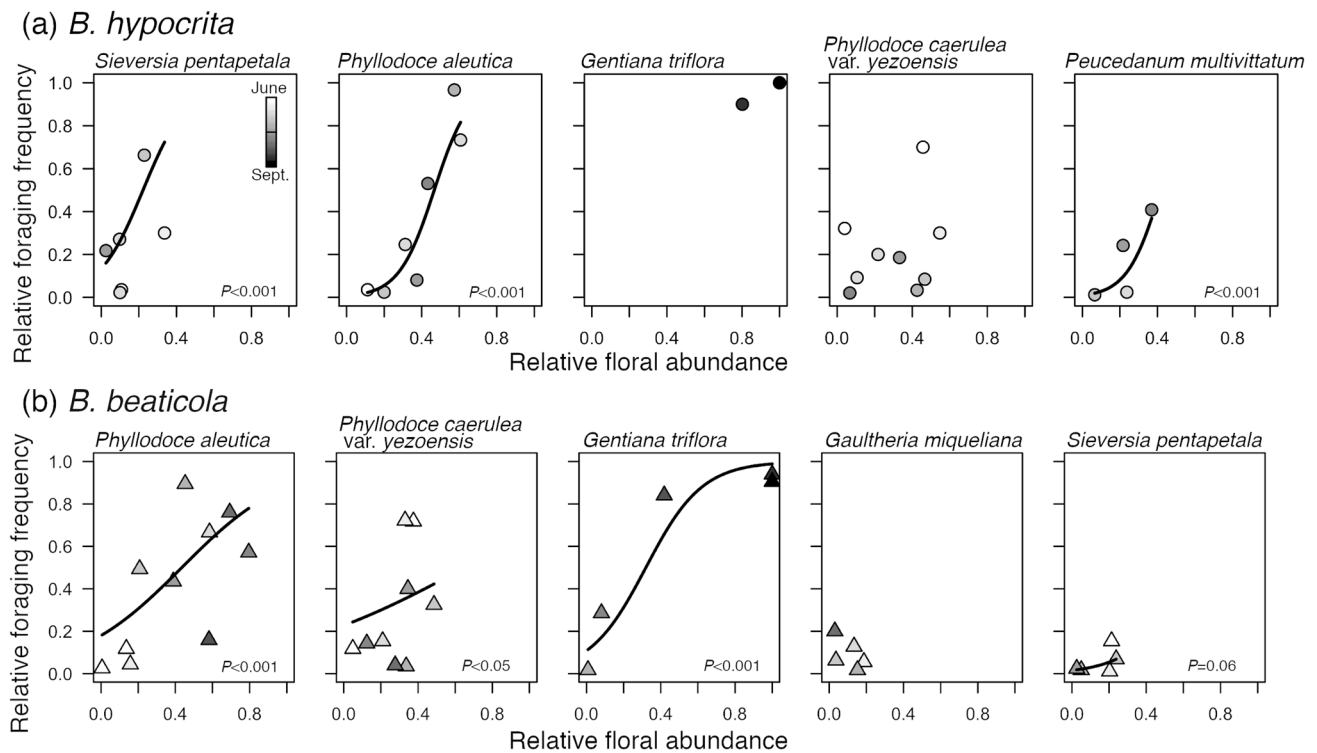 (a) B. hypocrita
Sieversia pentapetala
Phyllodoce aleutica
Gentiana triflora
Phyllodoce caerulea
var. yezoensis
Peucedanum multivittatum
Relative foraging frequency
1.0
0.8
0.6
0.4
0.2
0.0
June
Sept.
P<0.001
P<0.001
P<0.001
0.0 0.4 0.8
0.0 0.4 0.8
0.0 0.4 0.8
0.0 0.4 0.8
0.0 0.4 0.8
Relative floral abundance
(b) B. beaticola
Phyllodoce aleutica
Phyllodoce caerulea
var. yezoensis
Gentiana triflora
Gaultheria miqueliana
Sieversia pentapetala
Relative foraging frequency
1.0
0.8
0.6
0.4
0.2
0.0
P<0.001
P<0.05
P<0.001
P=0.06
0.0 0.4 0.8
0.0 0.4 0.8
0.0 0.4 0.8
0.0 0.4 0.8
0.0 0.4 0.8
Relative floral abundance